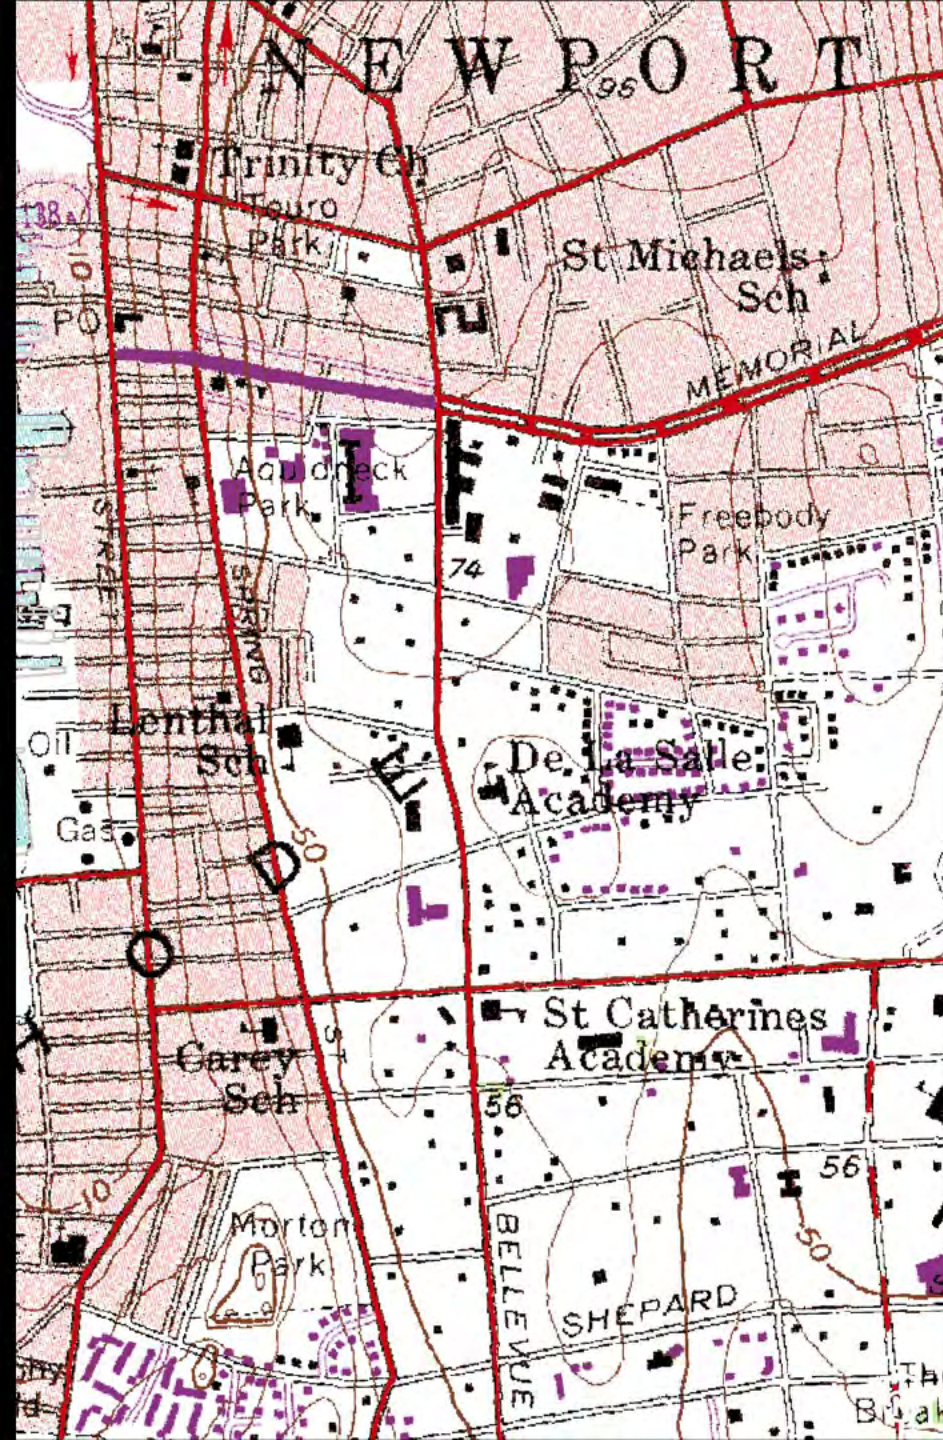 NEWPORT
96
Trinity Ch
Touro
Park
138A
10
St Michaels
Sch
PO
MEMORIAL
Aquidneck
Park
STREET
Freebody
Park
74
SPRING
Lenthal
Sch
Oil
De La Salle
Academy
Gas
50
D
O
St Catherines
Academy
ST
Carey
Sch
56
56
10
Morton
Park
BELLEVUE
50
SHEPARD